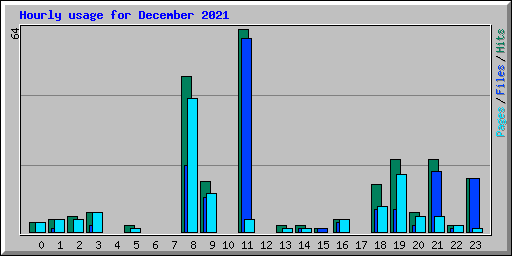 Hourly usage for December 2021
64
Pages/Files/Hits
0 1 2 3 4 5 6 7 8 9 10 11 12 13 14 15 16 17 18 19 20 21 22 23